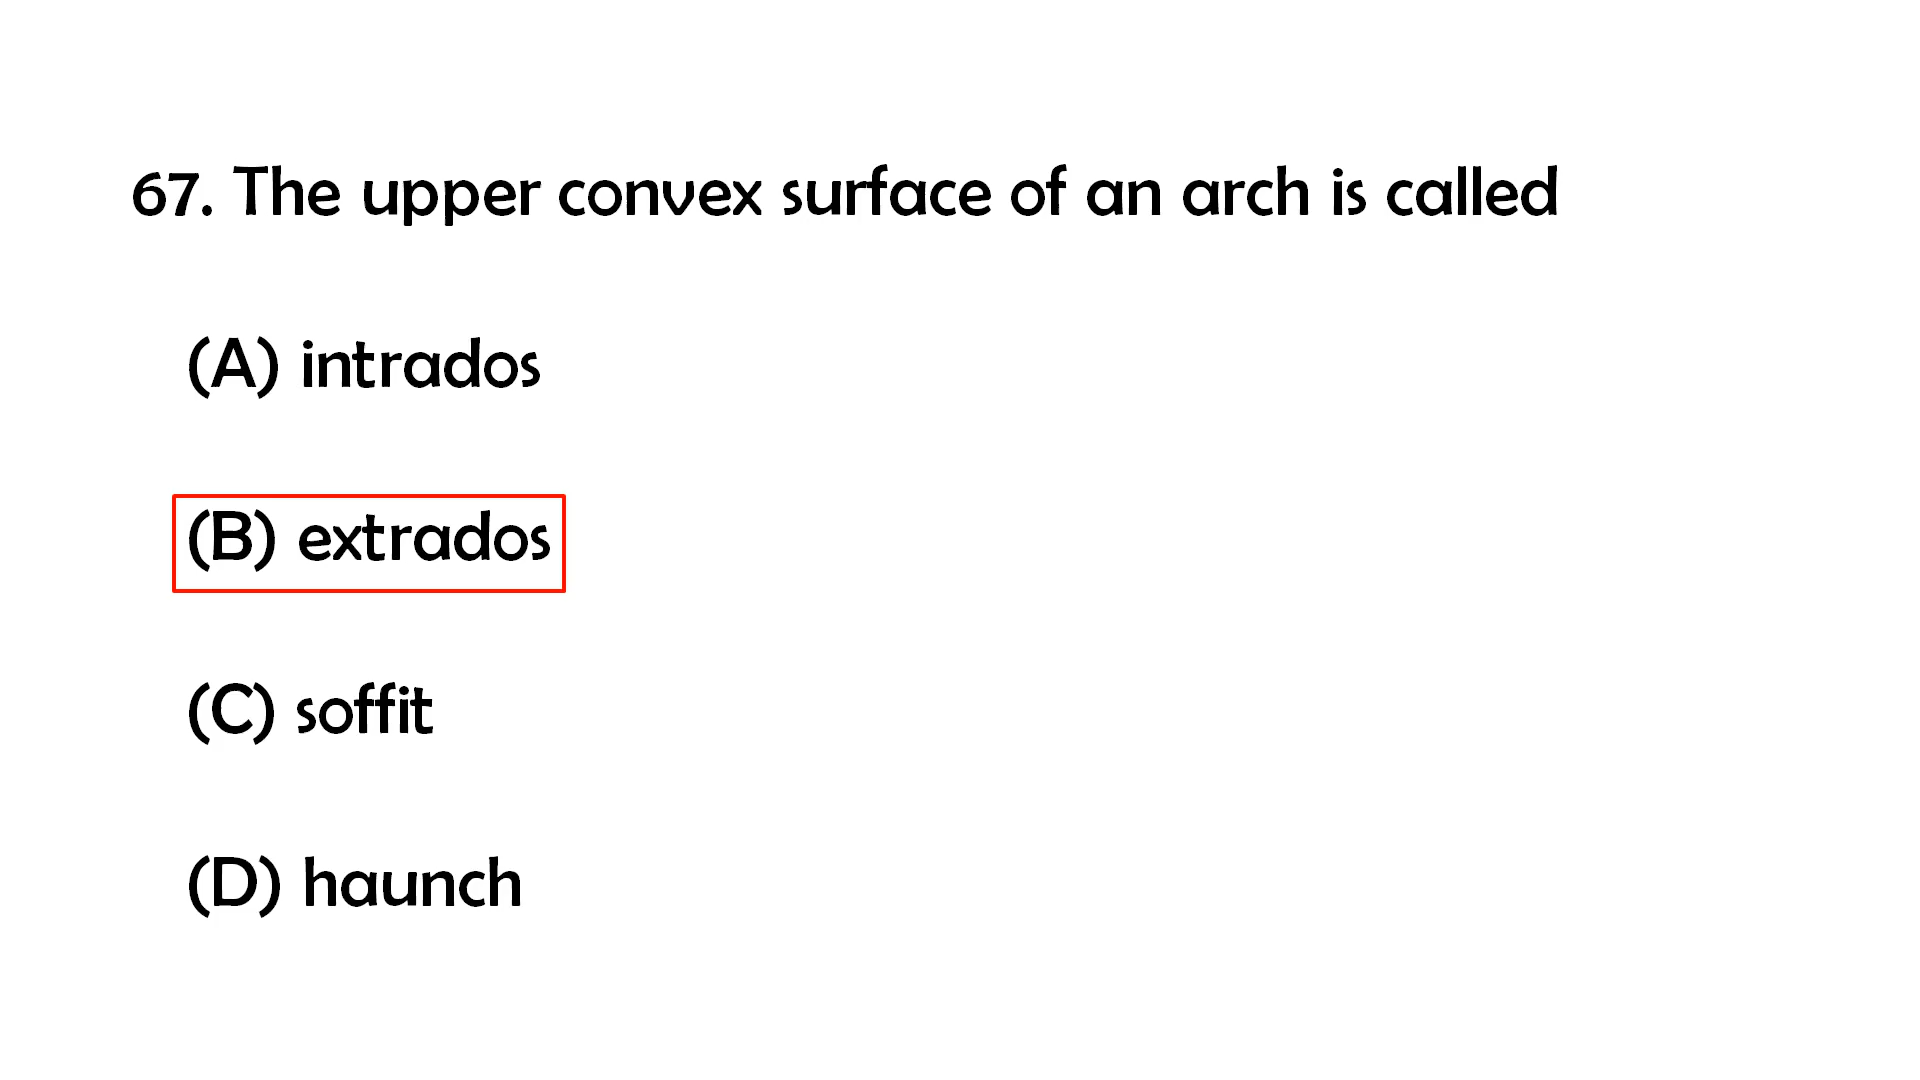 67. The upper convex surface of an arch is called
(A) intrados
(B) extrados
(C) soffit
(D) haunch